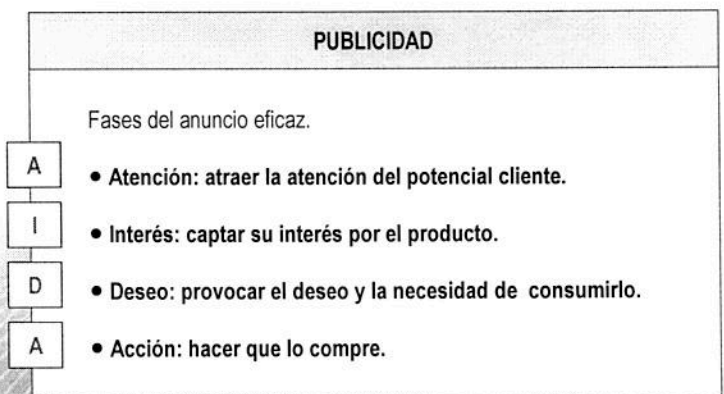 PUBLICIDAD
Fases del anuncio eficaz.
A
• Atención: atraer la atención del potencial cliente.
I
• Interés: captar su interés por el producto.
D
• Deseo: provocar el deseo y la necesidad de consumirlo.
A
• Acción: hacer que lo compre.